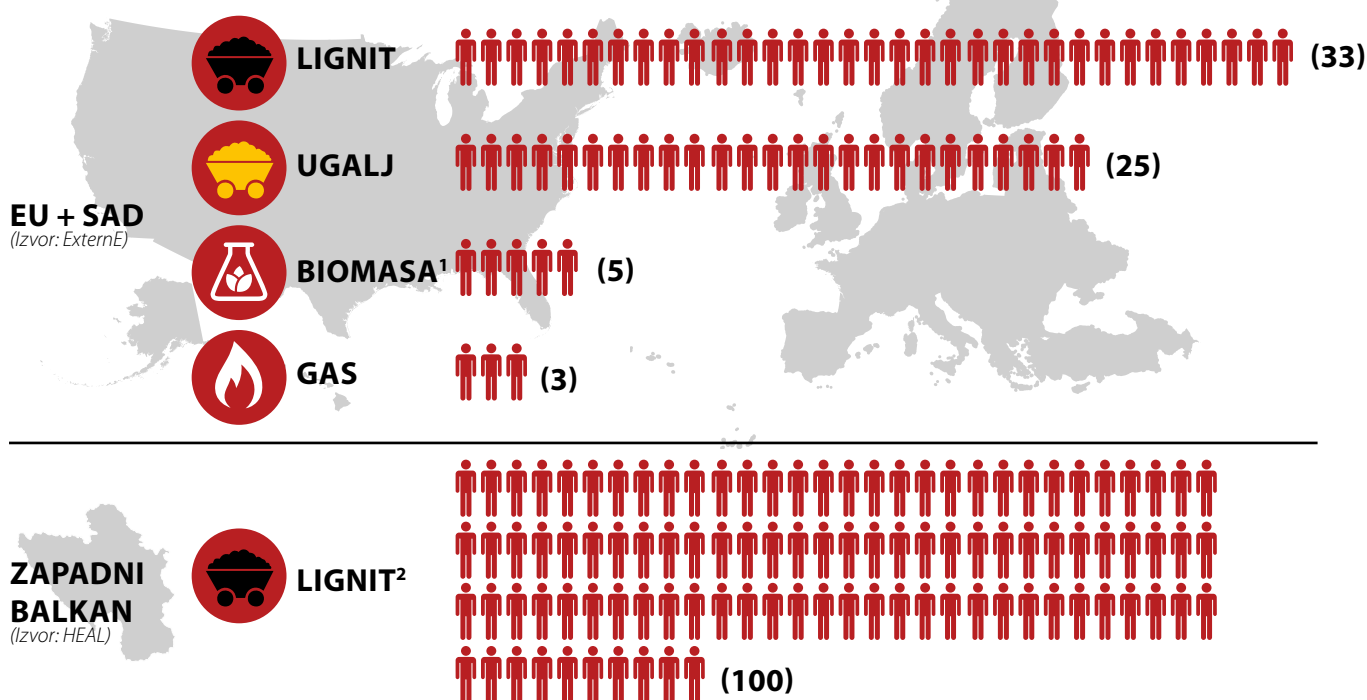 LIGNIT (33)
UGALJ (25)
EU + SAD
(Izvor: ExternE)
BIOMASA¹ (5)
GAS (3)
ZAPADNI
BALKAN
(Izvor: HEAL)
LIGNIT²
(100)